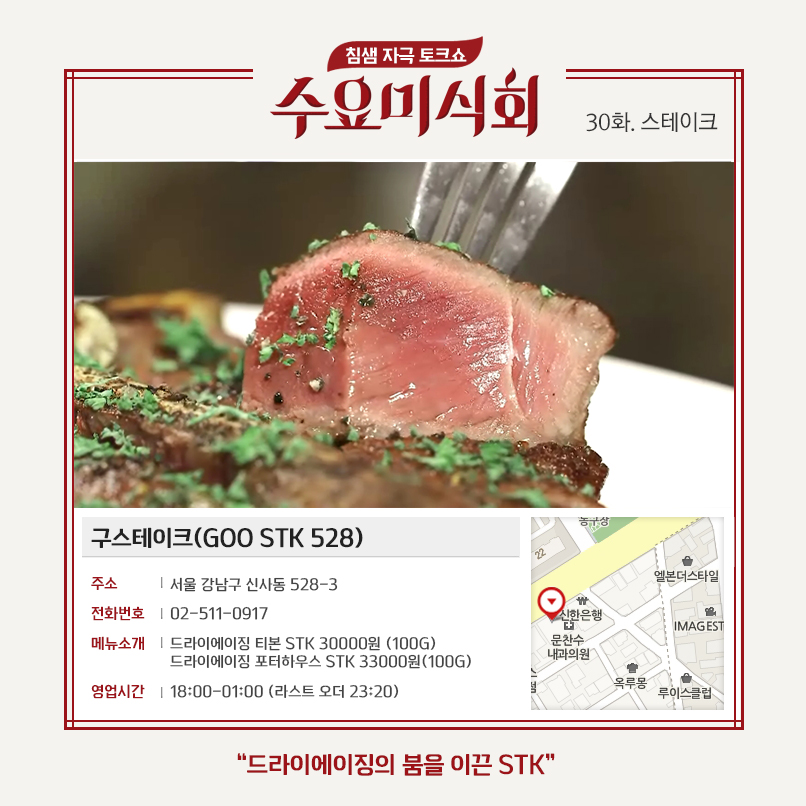 침샘 자극 토크쇼
수요미식회
30화. 스테이크
구스테이크(GOO STK 528)
주소 | 서울 강남구 신사동 528-3
전화번호 | 02-511-0917
메뉴소개 | 드라이에이징 티본 STK 30000원 (100G)
드라이에이징 포터하우스 STK 33000원(100G)
영업시간 | 18:00-01:00 (라스트 오더 23:20)
22
엘본더스타일
신한은행
IMAGEST
문찬수
내과의원
옥루몽
루이스클럽
“드라이에이징의 붐을 이끈 STK”